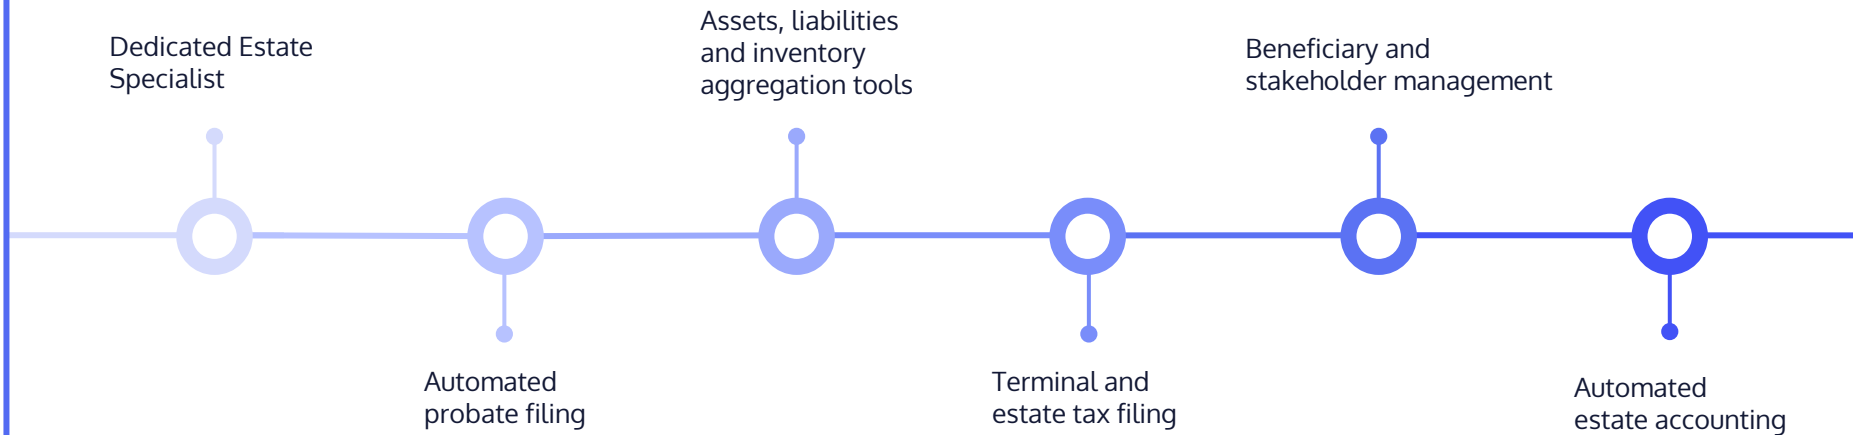 Dedicated Estate
Specialist
Automated
probate filing
Assets, liabilities
and inventory
aggregation tools
Terminal and
estate tax filing
Beneficiary and
stakeholder management
Automated
estate accounting